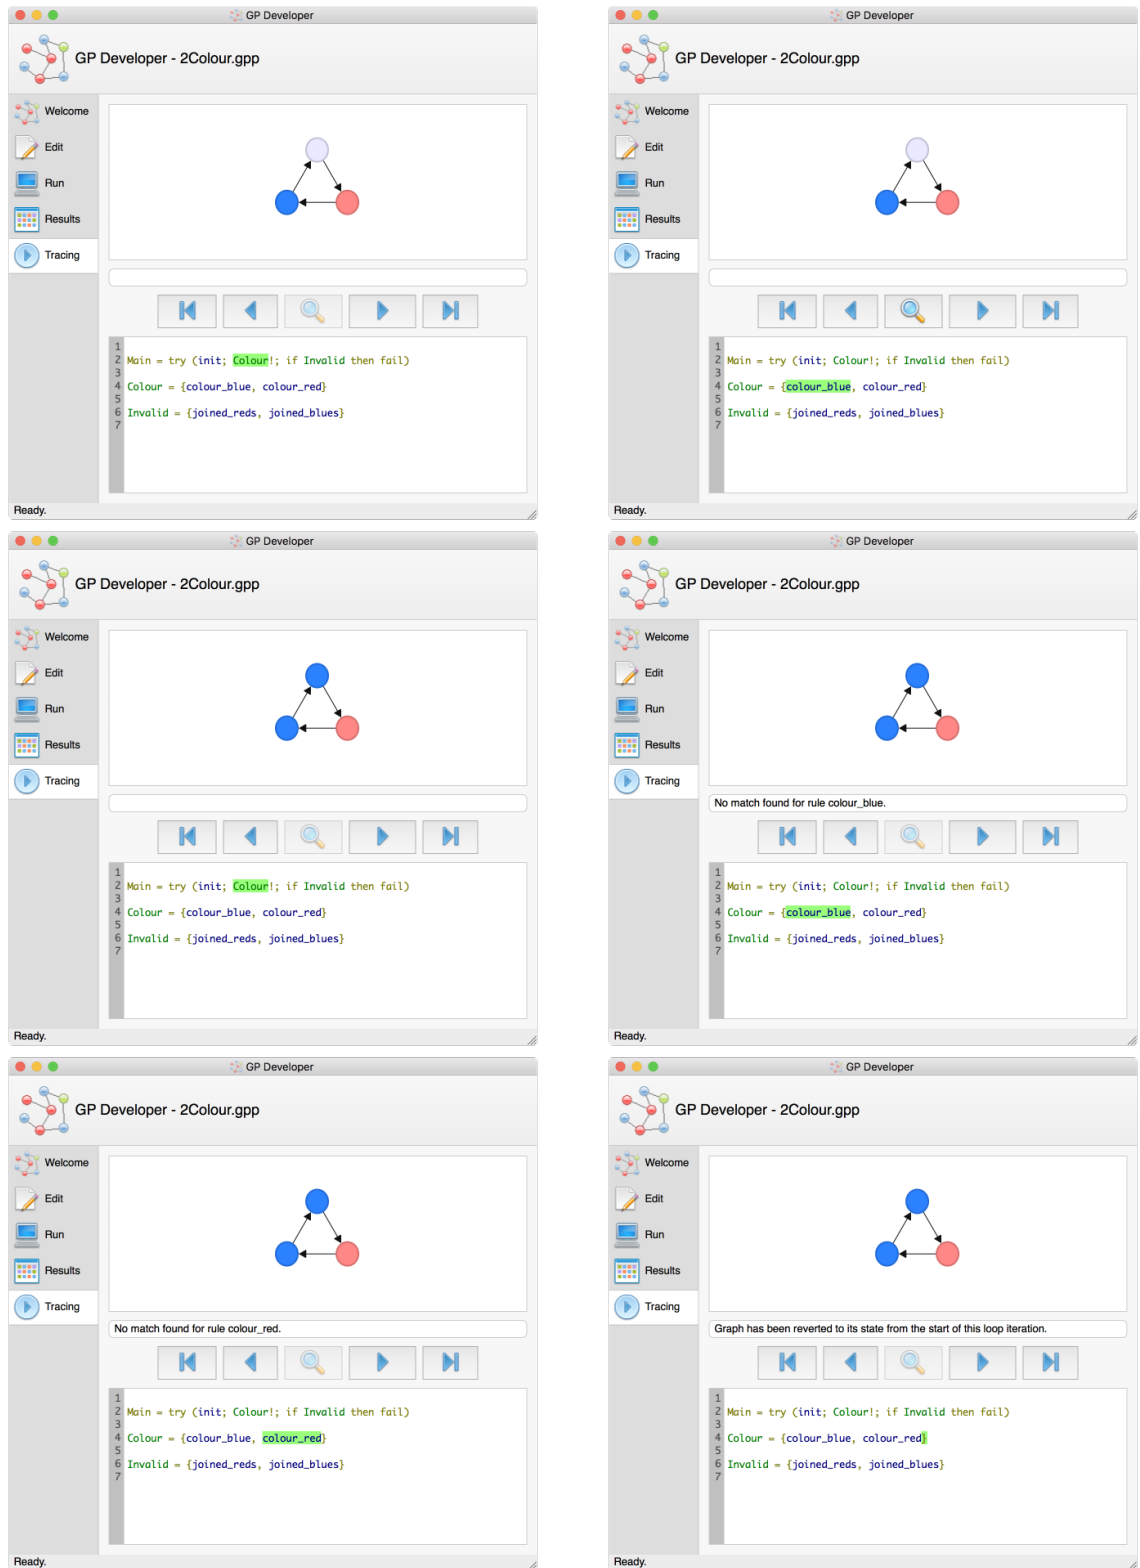 GP Developer
GP Developer - 2Colour.gpp
Welcome
Edit
Run
Results
Tracing
1
2 Main = try (init; Colour!; if Invalid then fail)
3
4 Colour = {colour_blue, colour_red}
5
6 Invalid = {joined_reds, joined_blues}
7
Ready.
GP Developer
GP Developer - 2Colour.gpp
Welcome
Edit
Run
Results
Tracing
1
2 Main = try (init; Colour!; if Invalid then fail)
3
4 Colour = {colour_blue, colour_red}
5
6 Invalid = {joined_reds, joined_blues}
7
Ready.
GP Developer
GP Developer - 2Colour.gpp
Welcome
Edit
Run
Results
Tracing
1
2 Main = try (init; Colour!; if Invalid then fail)
3
4 Colour = {colour_blue, colour_red}
5
6 Invalid = {joined_reds, joined_blues}
7
Ready.
GP Developer
GP Developer - 2Colour.gpp
Welcome
Edit
Run
Results
Tracing
No match found for rule colour_blue.
1
2 Main = try (init; Colour!; if Invalid then fail)
3
4 Colour = {colour_blue, colour_red}
5
6 Invalid = {joined_reds, joined_blues}
7
Ready.
GP Developer
GP Developer - 2Colour.gpp
Welcome
Edit
Run
Results
Tracing
No match found for rule colour_red.
1
2 Main = try (init; Colour!; if Invalid then fail)
3
4 Colour = {colour_blue, colour_red}
5
6 Invalid = {joined_reds, joined_blues}
7
Ready.
GP Developer
GP Developer - 2Colour.gpp
Welcome
Edit
Run
Results
Tracing
Graph has been reverted to its state from the start of this loop iteration.
1
2 Main = try (init; Colour!; if Invalid then fail)
3
4 Colour = {colour_blue, colour_red}
5
6 Invalid = {joined_reds, joined_blues}
7
Ready.